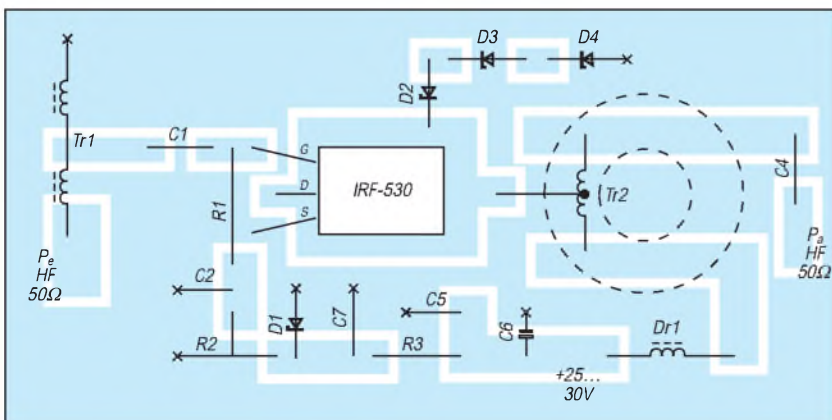 D3
D4
D2
Tr1
C1
G
D
S
IRF-530
R1
Tr2
C4
Pe
HF
50Ω
Pa
HF
50Ω
C2
D1
C7
C5
C6
R2
R3
Dr1
+25...
30V